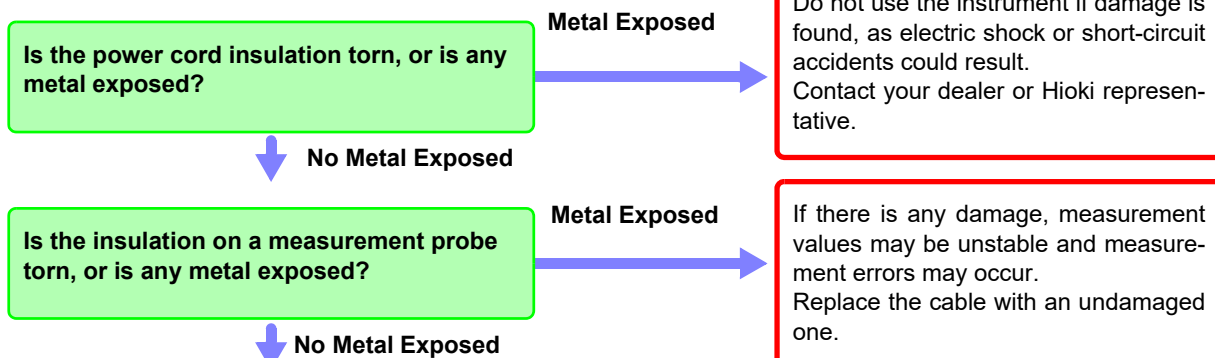 Metal Exposed
Do not use the instrument if damage is
found, as electric shock or short-circuit
accidents could result.
Contact your dealer or Hioki represen-
tative.
Is the power cord insulation torn, or is any
metal exposed?
No Metal Exposed
Metal Exposed
If there is any damage, measurement
values may be unstable and measure-
ment errors may occur.
Replace the cable with an undamaged
one.
Is the insulation on a measurement probe
torn, or is any metal exposed?
No Metal Exposed